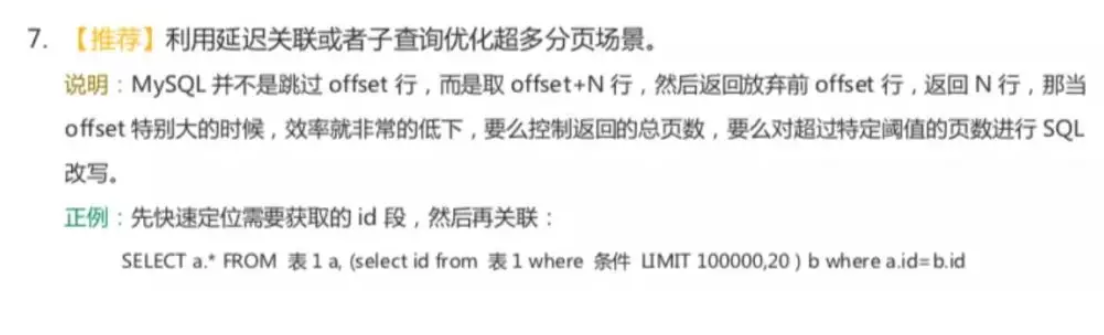 7. 【推荐】利用延迟关联或者子查询优化超多分页场景。
说明：MySQL 并不是跳过 offset 行，而是取 offset+N 行，然后返回放弃前 offset 行，返回 N 行，那当
offset 特别大的时候，效率就非常的低下，要么控制返回的总页数，要么对超过特定阈值的页数进行 SQL
改写。
正例：先快速定位需要获取的 id 段，然后再关联：
SELECT a.* FROM 表 1 a, (select id from 表 1 where 条件 LIMIT 100000,20 ) b where a.id=b.id